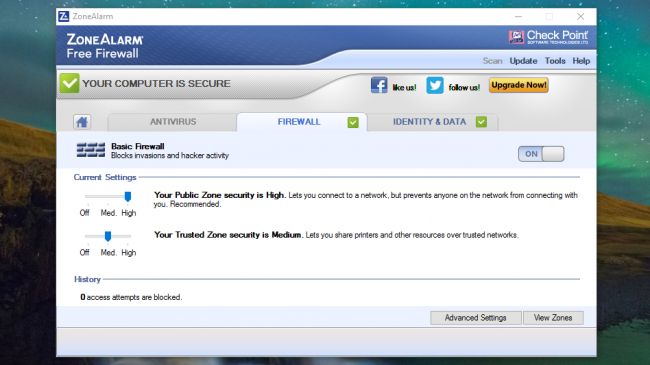 ZoneAlarm
ZONEALARM®
Free Firewall
Check Point
SOFTWARE TECHNOLOGIES LTD.
Scan Update Tools Help
YOUR COMPUTER IS SECURE
like us! follow us! Upgrade Now!
ANTIVIRUS FIREWALL IDENTITY & DATA
Basic Firewall
Blocks invasions and hacker activity
ON
Current Settings
Your Public Zone security is High. Lets you connect to a network, but prevents anyone on the network from connecting with
you. Recommended.
Off Med. High
Your Trusted Zone security is Medium. Lets you share printers and other resources over trusted networks.
Off Med. High
History
0 access attempts are blocked.
Advanced Settings View Zones